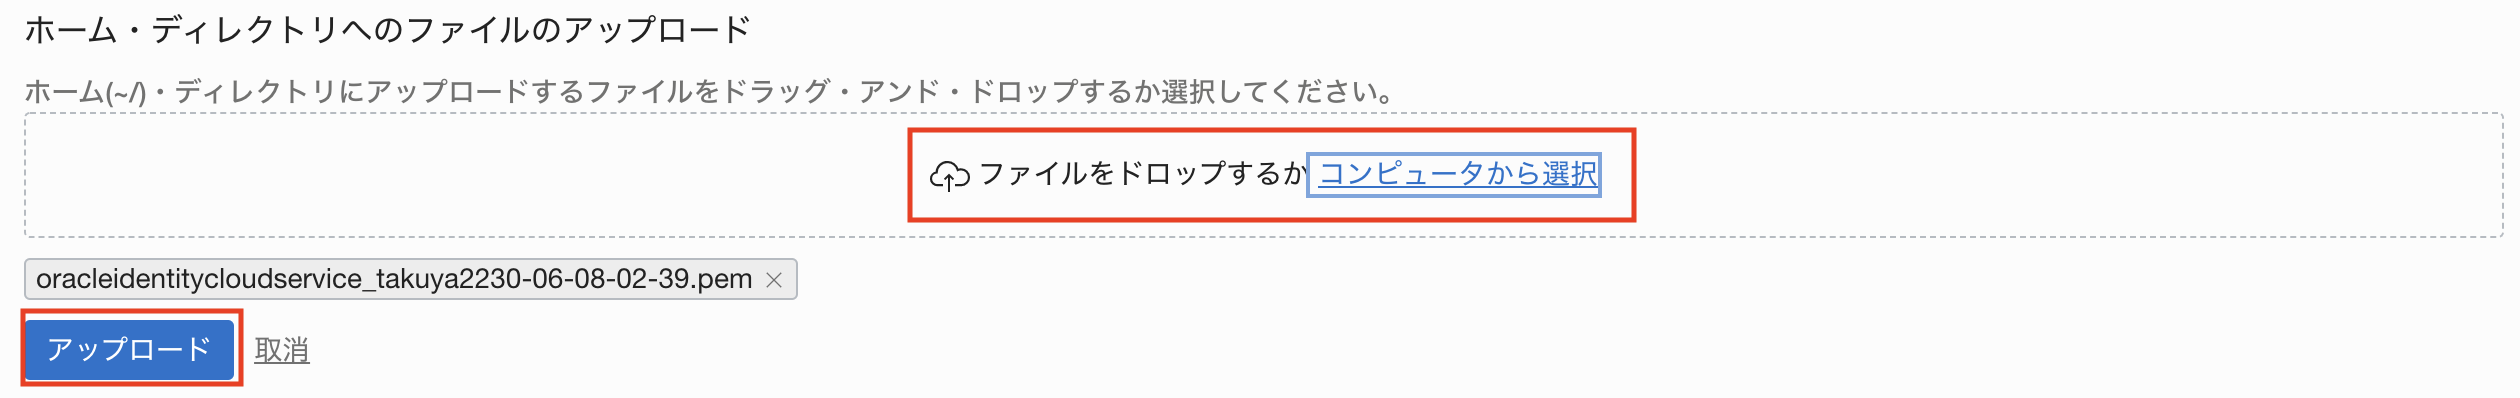 ホーム・ディレクトリへのファイルのアップロード
ホーム(~/)・ディレクトリにアップロードするファイルをドラッグ・アンド・ドロップするか選択してください。
ファイルをドロップするかコンピュータから選択
oracleidentitycloudservice_takuya2230-06-08-02-39.pem ×
アップロード 取消